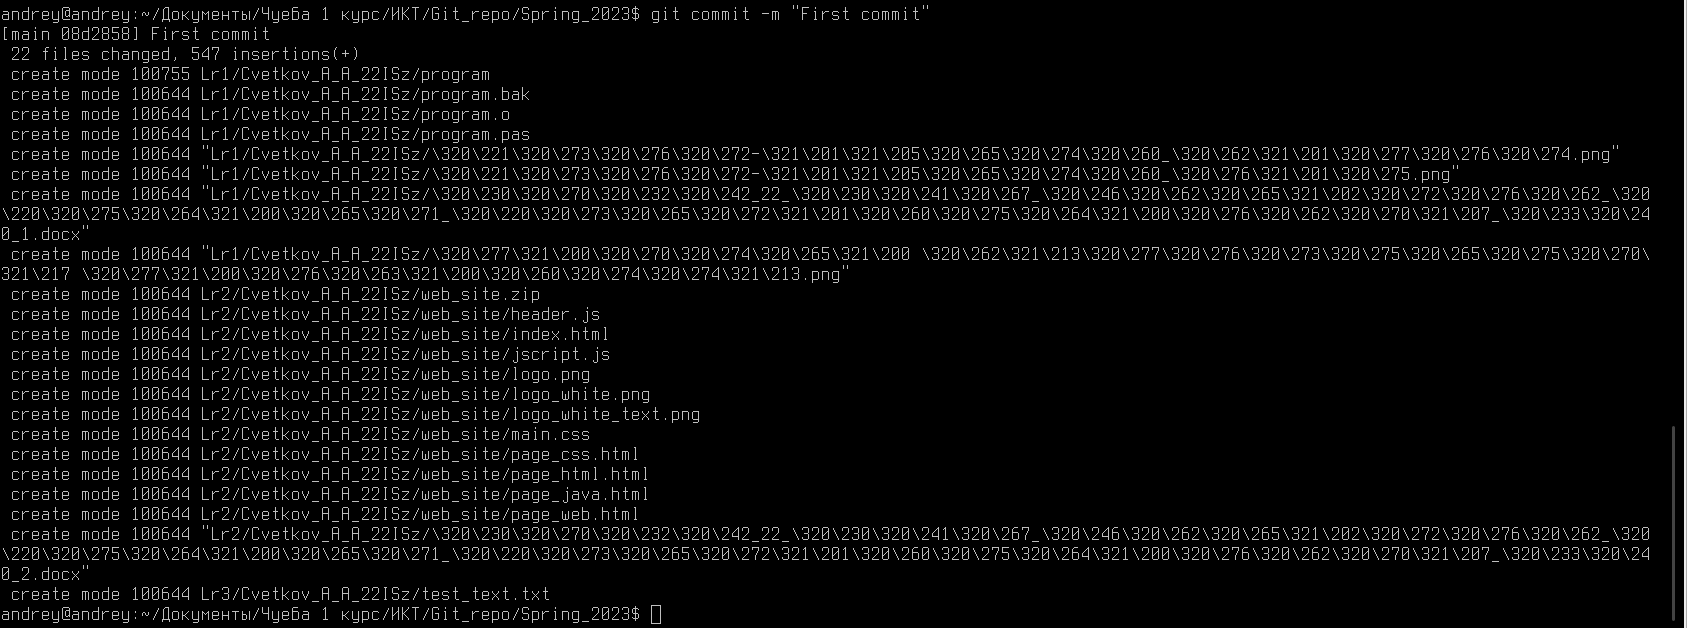 andrey@andrey:~/Документы/Чуеба 1 курс/ИКТ/Git_repo/Spring_2023$ git commit -m "First commit"
[main 08d2858] First commit
 22 files changed, 547 insertions(+)
 create mode 100755 Lr1/Cvetkov_A_A_22ISz/program
 create mode 100644 Lr1/Cvetkov_A_A_22ISz/program.bak
 create mode 100644 Lr1/Cvetkov_A_A_22ISz/program.o
 create mode 100644 Lr1/Cvetkov_A_A_22ISz/program.pas
 create mode 100644 "Lr1/Cvetkov_A_A_22ISz/\320\221\320\273\320\276\320\272-\321\201\321\205\320\265\320\274\320\260_\320\262\321\201\320\277\320\276\320\274.png"
 create mode 100644 "Lr1/Cvetkov_A_A_22ISz/\320\221\320\273\320\276\320\272-\321\201\321\205\320\265\320\274\320\260_\320\276\321\201\320\275.png"
 create mode 100644 "Lr1/Cvetkov_A_A_22ISz/\320\230\320\270\320\232\320\242_22_\320\230\320\241\320\267_\320\246\320\262\320\265\321\202\320\272\320\276\320\262_\320
\220\320\275\320\264\321\200\320\265\320\271_\320\220\320\273\320\265\320\272\321\201\320\260\320\275\320\264\321\200\320\276\320\262\320\270\321\207_\320\233\320\24
0_1.docx"
 create mode 100644 "Lr1/Cvetkov_A_A_22ISz/\320\277\321\200\320\270\320\274\320\265\321\200 \320\262\321\213\320\277\320\276\320\273\320\275\320\265\320\275\320\270\
321\217 \320\277\321\200\320\276\320\263\321\200\320\260\320\274\320\274\321\213.png"
 create mode 100644 Lr2/Cvetkov_A_A_22ISz/web_site.zip
 create mode 100644 Lr2/Cvetkov_A_A_22ISz/web_site/header.js
 create mode 100644 Lr2/Cvetkov_A_A_22ISz/web_site/index.html
 create mode 100644 Lr2/Cvetkov_A_A_22ISz/web_site/jscript.js
 create mode 100644 Lr2/Cvetkov_A_A_22ISz/web_site/logo.png
 create mode 100644 Lr2/Cvetkov_A_A_22ISz/web_site/logo_white.png
 create mode 100644 Lr2/Cvetkov_A_A_22ISz/web_site/logo_white_text.png
 create mode 100644 Lr2/Cvetkov_A_A_22ISz/web_site/main.css
 create mode 100644 Lr2/Cvetkov_A_A_22ISz/web_site/page_css.html
 create mode 100644 Lr2/Cvetkov_A_A_22ISz/web_site/page_html.html
 create mode 100644 Lr2/Cvetkov_A_A_22ISz/web_site/page_java.html
 create mode 100644 Lr2/Cvetkov_A_A_22ISz/web_site/page_web.html
 create mode 100644 "Lr2/Cvetkov_A_A_22ISz/\320\230\320\270\320\232\320\242_22_\320\230\320\241\320\267_\320\246\320\262\320\265\321\202\320\272\320\276\320\262_\320
\220\320\275\320\264\321\200\320\265\320\271_\320\220\320\273\320\265\320\272\321\201\320\260\320\275\320\264\321\200\320\276\320\262\320\270\321\207_\320\233\320\24
0_2.docx"
 create mode 100644 Lr3/Cvetkov_A_A_22ISz/test_text.txt
andrey@andrey:~/Документы/Чуеба 1 курс/ИКТ/Git_repo/Spring_2023$